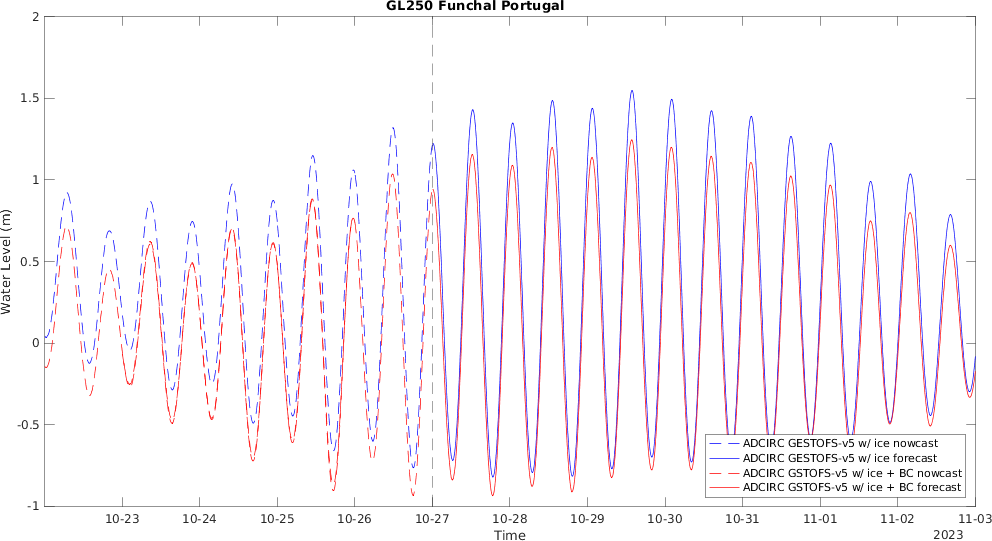 GL250 Funchal Portugal
2
1.5
1
0.5
0
-0.5
-1
Water Level (m)
10-23 10-24 10-25 10-26 10-27 10-28 10-29 10-30 10-31 11-01 11-02 11-03
2023
Time
ADCIRC GESTOFS-v5 w/ ice nowcast
ADCIRC GESTOFS-v5 w/ ice forecast
ADCIRC GSTOFS-v5 w/ ice + BC nowcast
ADCIRC GSTOFS-v5 w/ ice + BC forecast